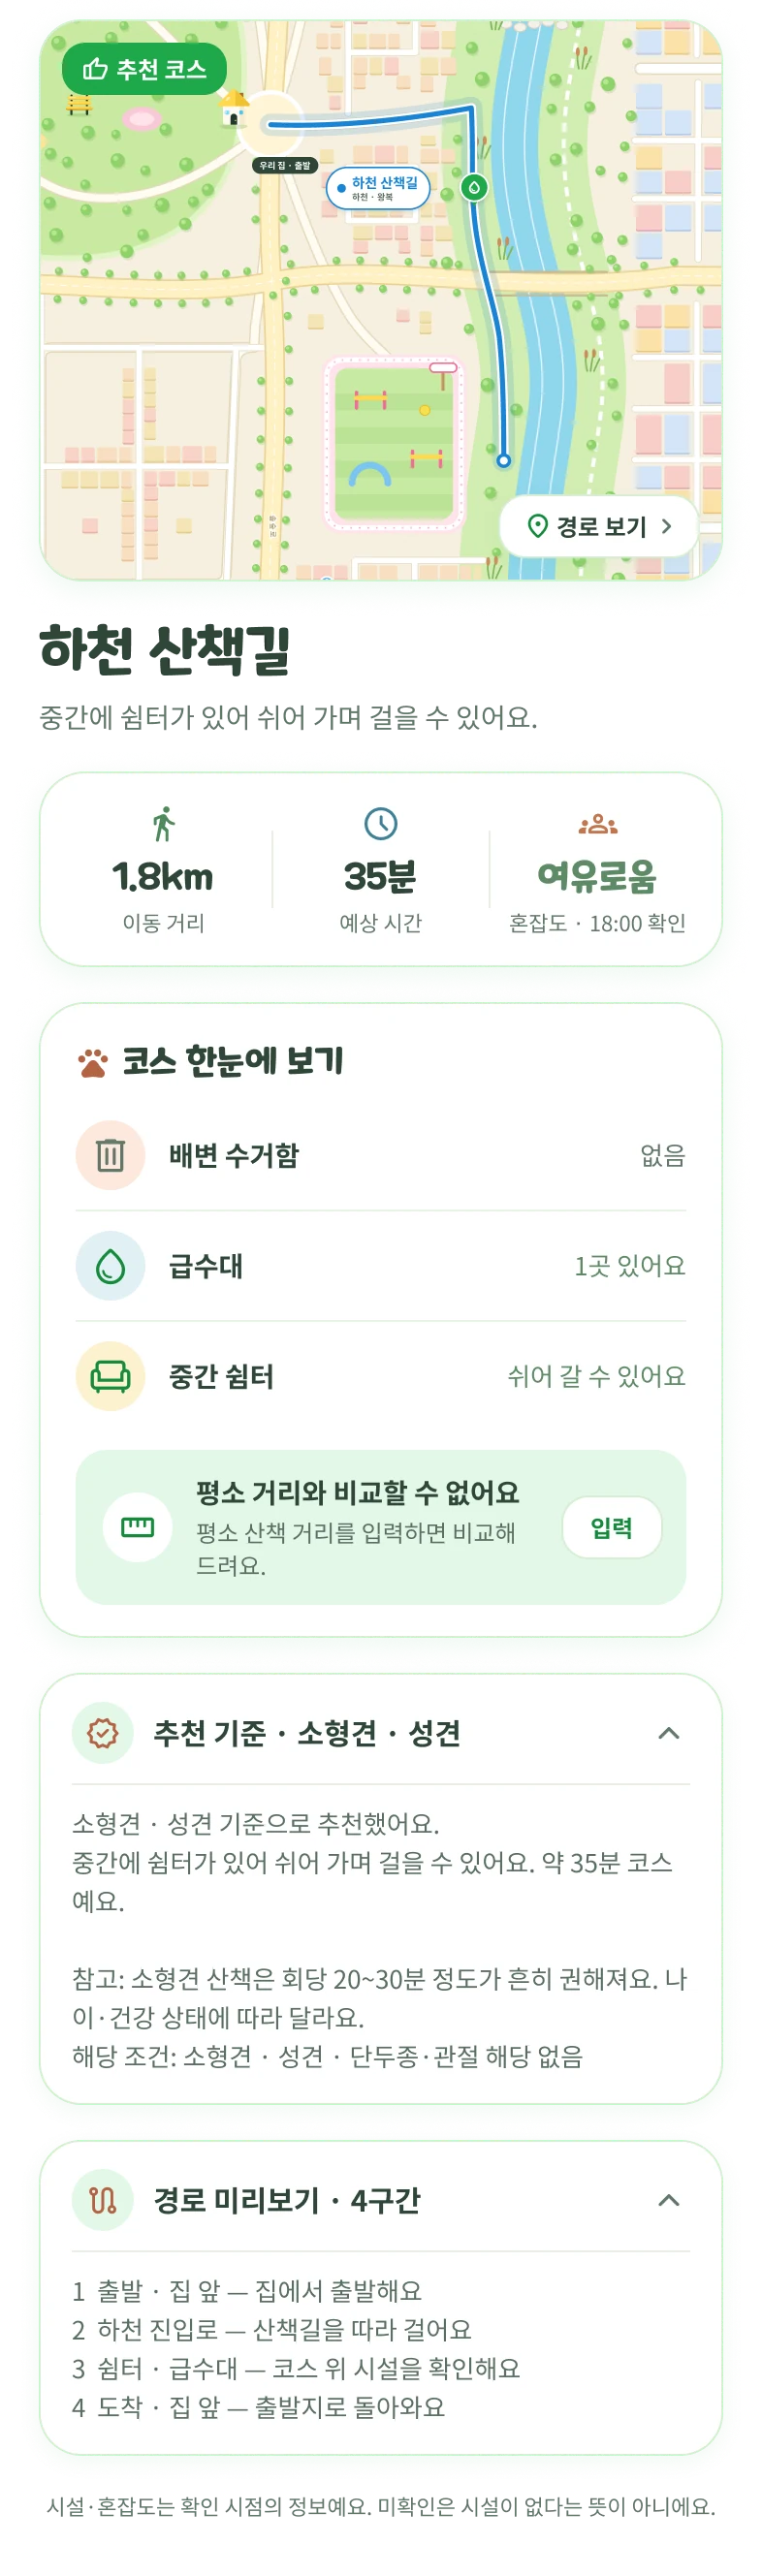 추천 코스
우리 집 · 출발
하천 산책길
하천 · 왕복
경로 보기
하천 산책길
중간에 쉼터가 있어 쉬어 가며 걸을 수 있어요.
1.8km
이동 거리
35분
예상 시간
여유로움
혼잡도 · 18:00 확인
코스 한눈에 보기
배변 수거함
없음
급수대
1곳 있어요
중간 쉼터
쉬어 갈 수 있어요
평소 거리와 비교할 수 없어요
평소 산책 거리를 입력하면 비교해
드려요.
입력
추천 기준 · 소형견 · 성견
소형견 · 성견 기준으로 추천했어요.
중간에 쉼터가 있어 쉬어 가며 걸을 수 있어요. 약 35분 코스
예요.
참고: 소형견 산책은 회당 20~30분 정도가 흔히 권해져요. 나
이·건강 상태에 따라 달라요.
해당 조건: 소형견 · 성견 · 단두종·관절 해당 없음
경로 미리보기 · 4구간
1 출발 · 집 앞 — 집에서 출발해요
2 하천 진입로 — 산책길을 따라 걸어요
3 쉼터 · 급수대 — 코스 위 시설을 확인해요
4 도착 · 집 앞 — 출발지로 돌아와요
시설·혼잡도는 확인 시점의 정보예요. 미확인은 시설이 없다는 뜻이 아니에요.